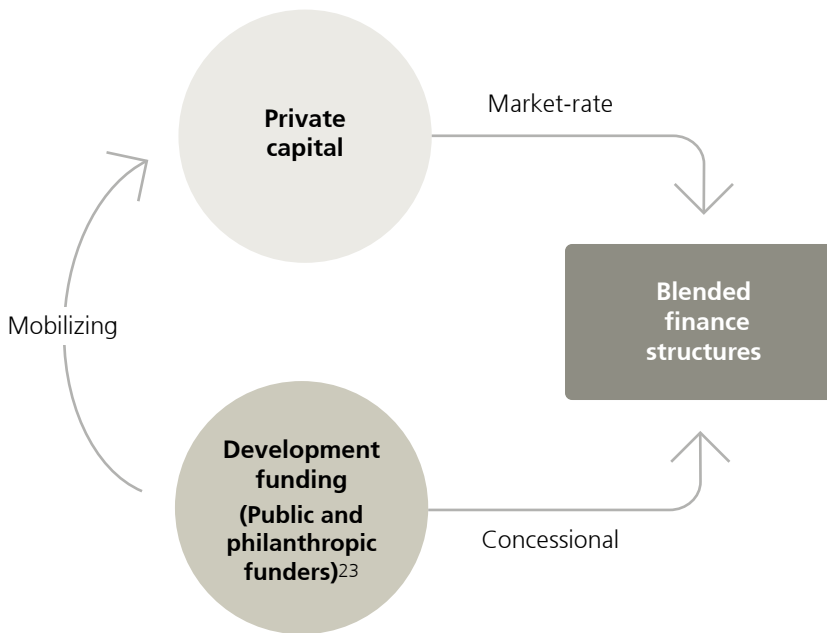 Private
capital
Market-rate
Blended
finance
structures
Mobilizing
Development
funding
(Public and
philanthropic
funders)23
Concessional